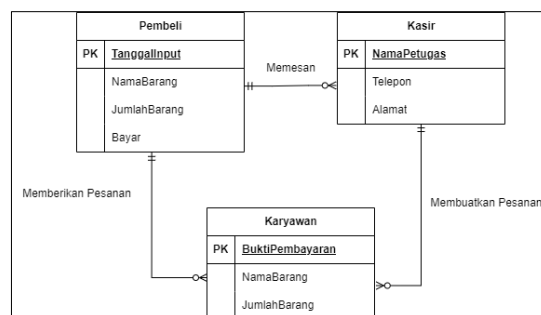 Pembeli
PK TanggalInput
NamaBarang
JumlahBarang
Bayar
Memesan
Kasir
PK NamaPetugas
Telepon
Alamat
Memberikan Pesanan
Membuatkan Pesanan
Karyawan
PK BuktiPembayaran
NamaBarang
JumlahBarang